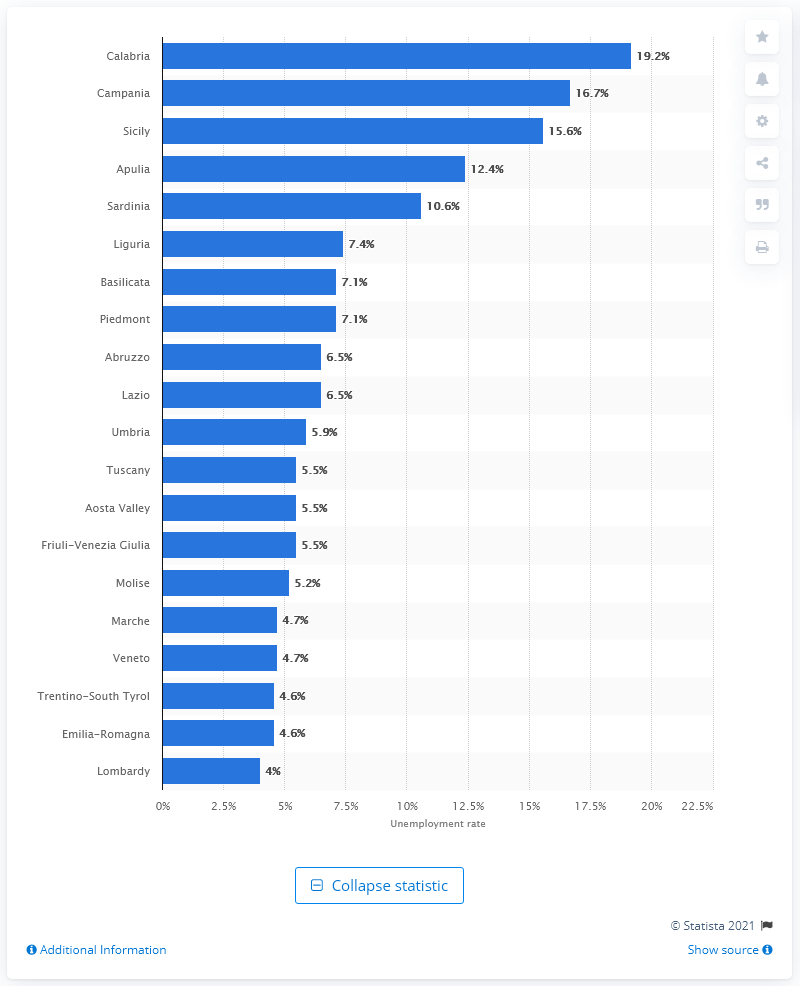 Calabria 19.2%
Campania 16.7%
Sicily 15.6%
Apulia 12.4%
Sardinia 10.6%
Liguria 7.4%
Basilicata 7.1%
Piedmont 7.1%
Abruzzo 6.5%
Lazio 6.5%
Umbria 5.9%
Tuscany 5.5%
Aosta Valley 5.5%
Friuli-Venezia Giulia 5.5%
Molise 5.2%
Marche 4.7%
Veneto 4.7%
Trentino-South Tyrol 4.6%
Emilia-Romagna 4.6%
Lombardy 4%
0% 2.5% 5% 7.5% 10% 12.5% 15% 17.5% 20% 22.5%
Unemployment rate
Collapse statistic
© Statista 2021
Additional Information Show source